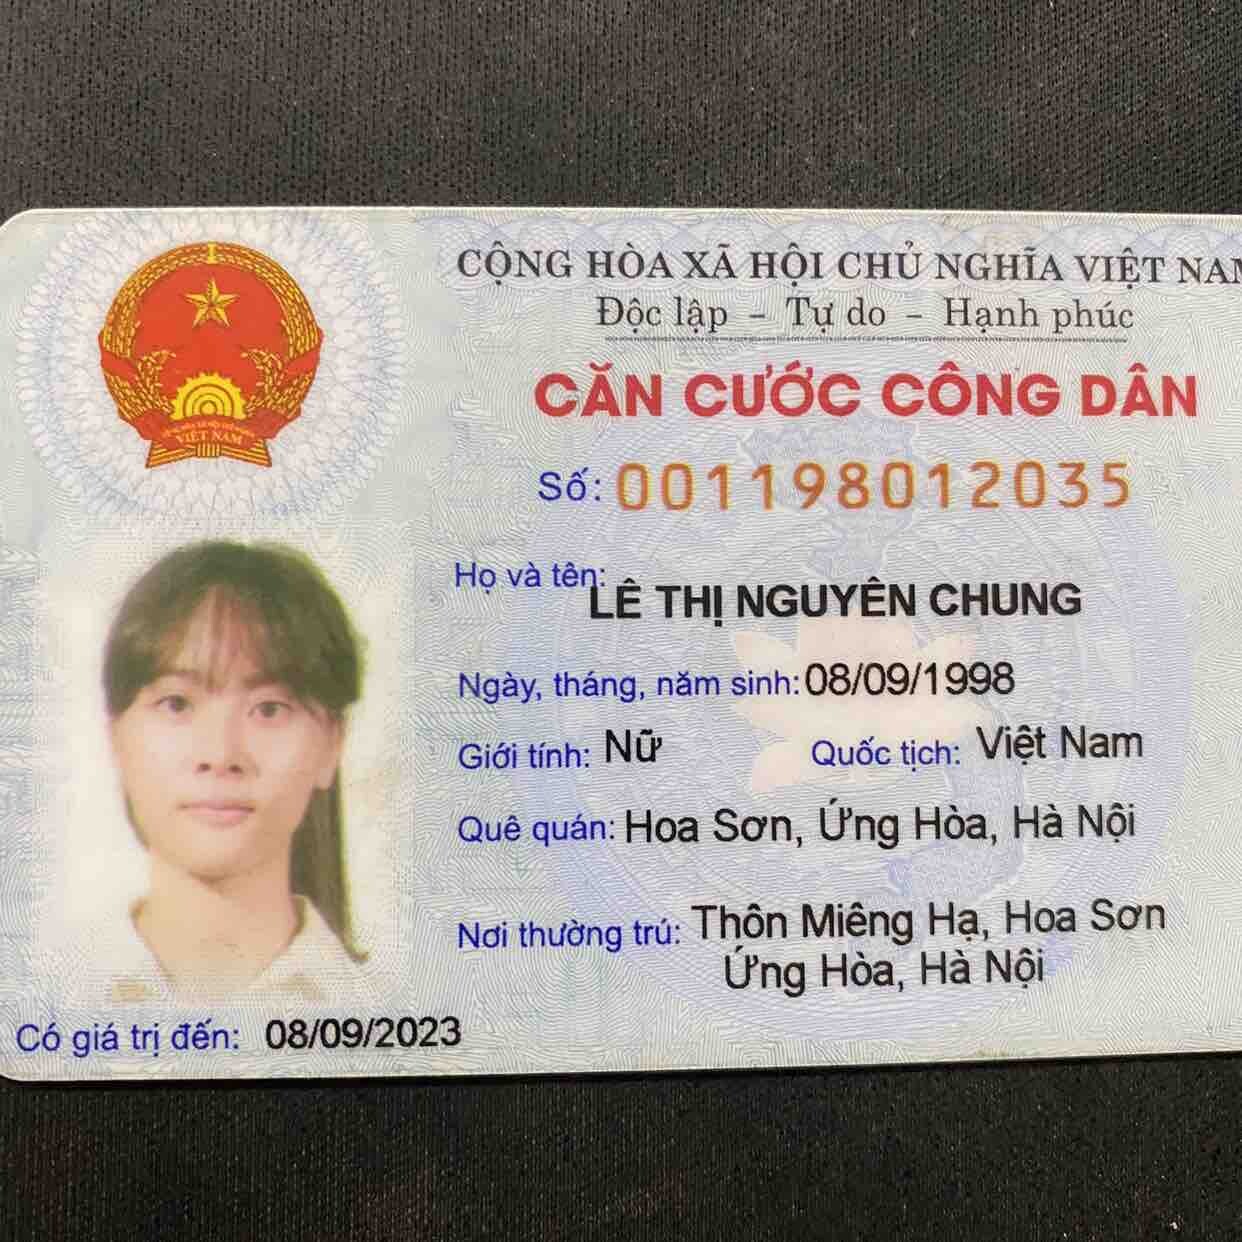 CỘNG HÒA XÃ HỘI CHỦ NGHĨA VIỆT NAM
Độc lập - Tự do - Hạnh phúc
CĂN CƯỚC CÔNG DÂN
Số: 001198012035
Họ và tên: LÊ THỊ NGUYÊN CHUNG
Ngày, tháng, năm sinh: 08/09/1998
Giới tính: Nữ Quốc tịch: Việt Nam
Quê quán: Hoa Sơn, Ứng Hòa, Hà Nội
Nơi thường trú: Thôn Miêng Hạ, Hoa Sơn
Ứng Hòa, Hà Nội
Có giá trị đến: 08/09/2023
VIỆT NAM